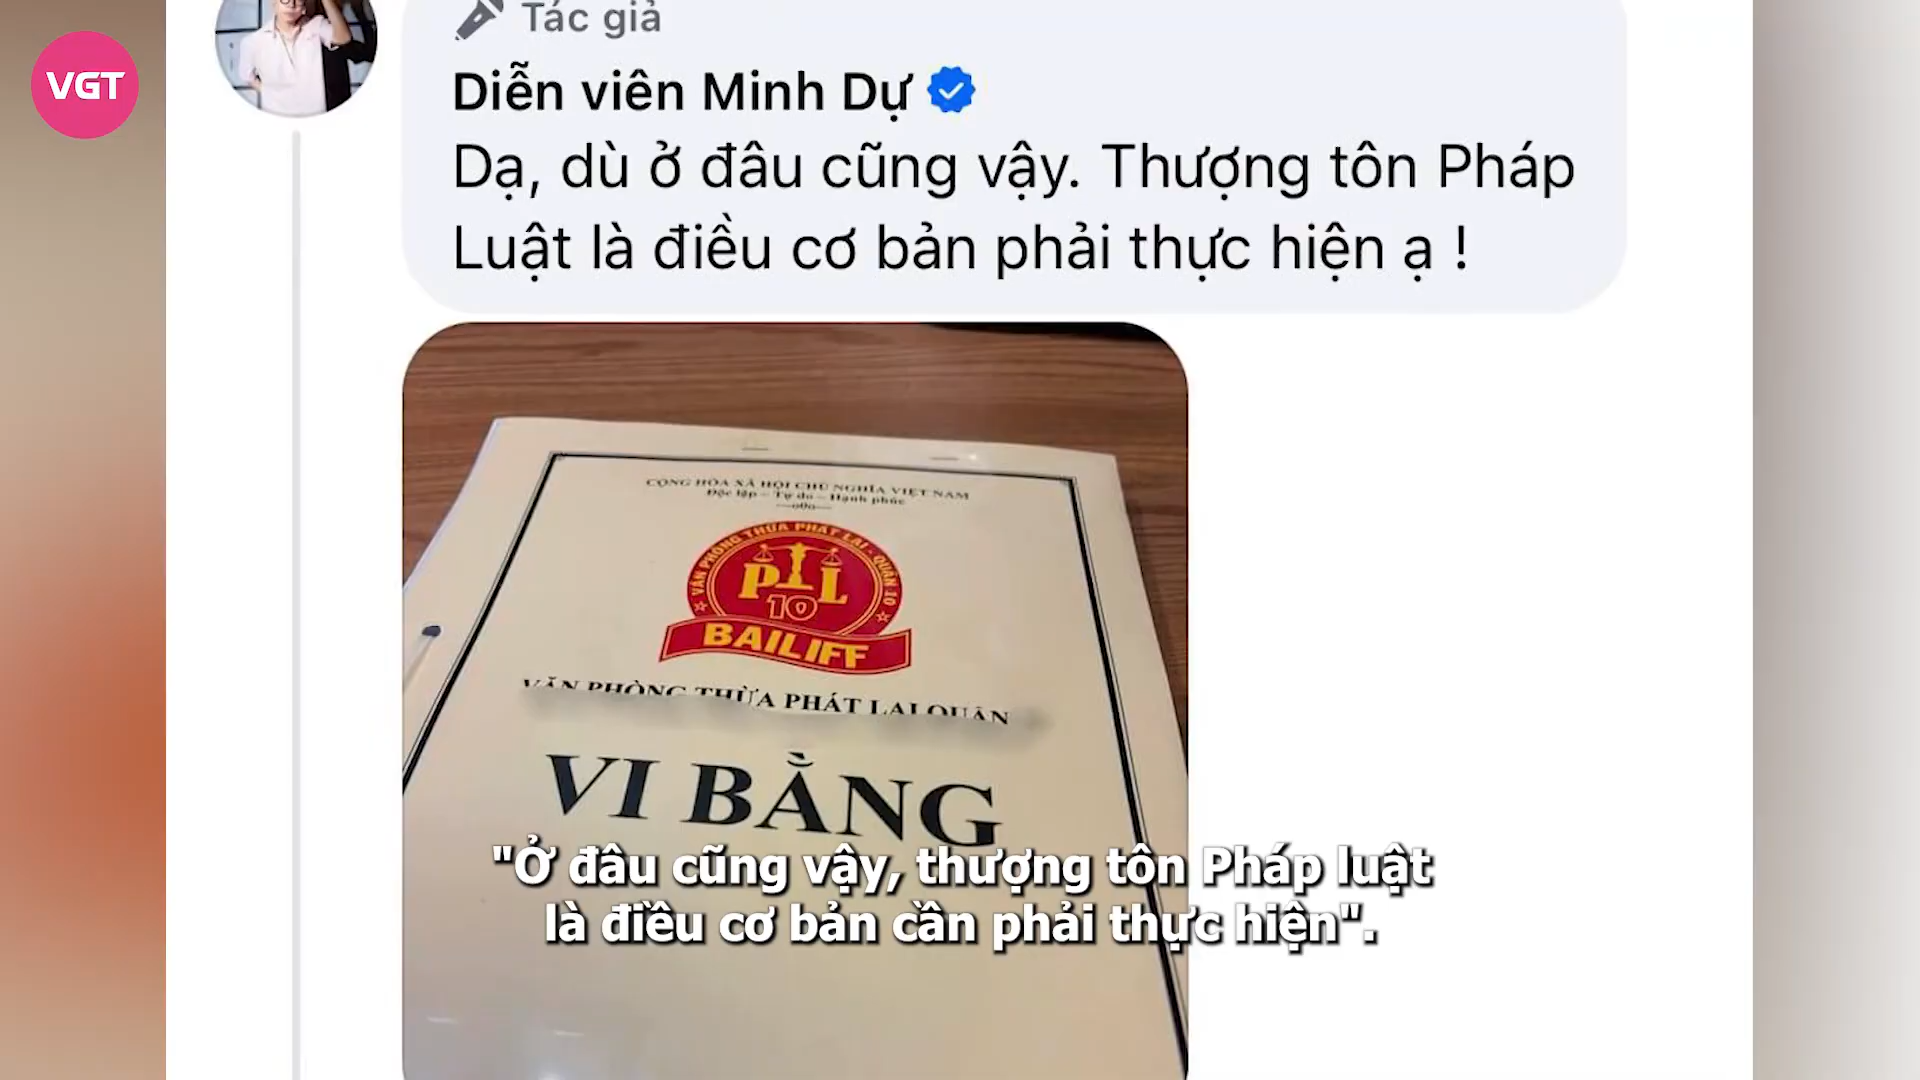 VGT
Tác giả
Diễn viên Minh Dự
Dạ, dù ở đâu cũng vậy. Thượng tôn Pháp
Luật là điều cơ bản phải thực hiện ạ !
CỘNG HÒA XÃ HỘI CHỦ NGHĨA VIỆT NAM
Độc lập – Tự do – Hạnh phúc
---o0o---
VĂN PHÒNG THỪA PHÁT LẠI - QUẬN 10
PTL
10
BAILIFF
VĂN PHÒNG THỪA PHÁT LẠI QUẬN
VI BẰNG
"Ở đâu cũng vậy, thượng tôn Pháp luật
là điều cơ bản cần phải thực hiện".